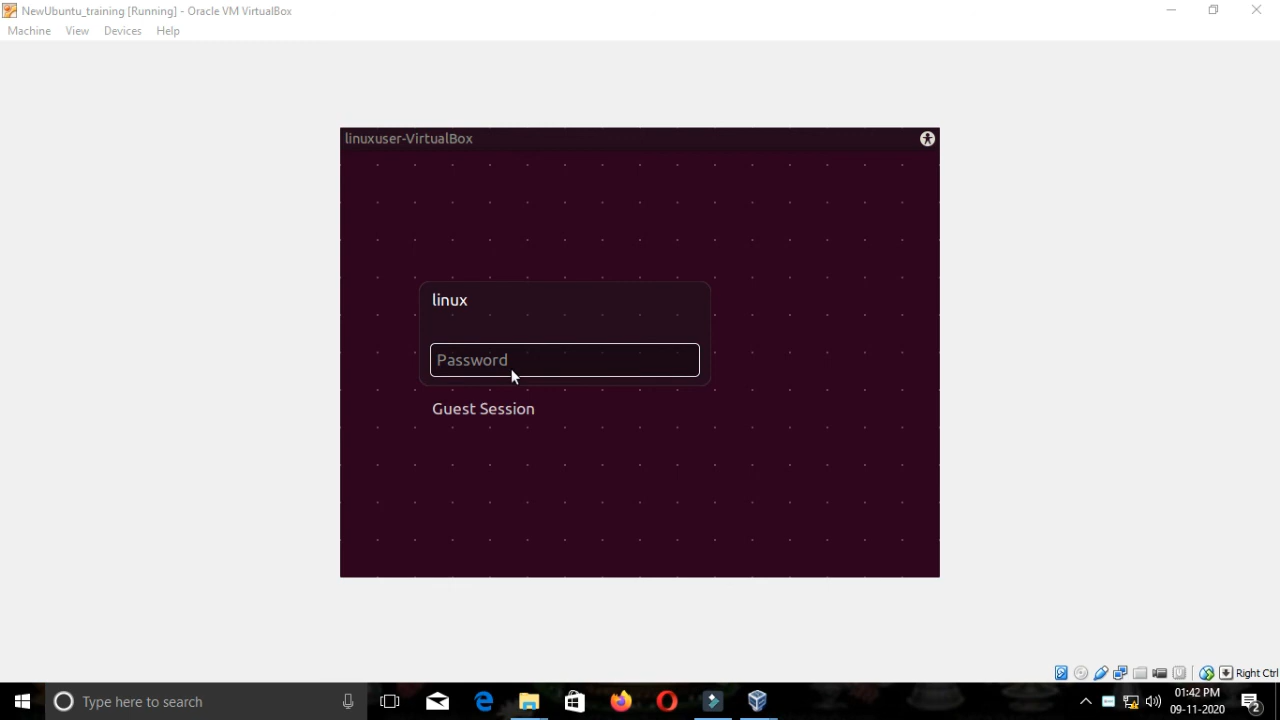 NewUbuntu_training [Running] - Oracle VM VirtualBox
Machine View Devices Help
linuxuser-VirtualBox
linux
Password
Guest Session
Right Ctrl
Type here to search
01:42 PM
09-11-2020
2